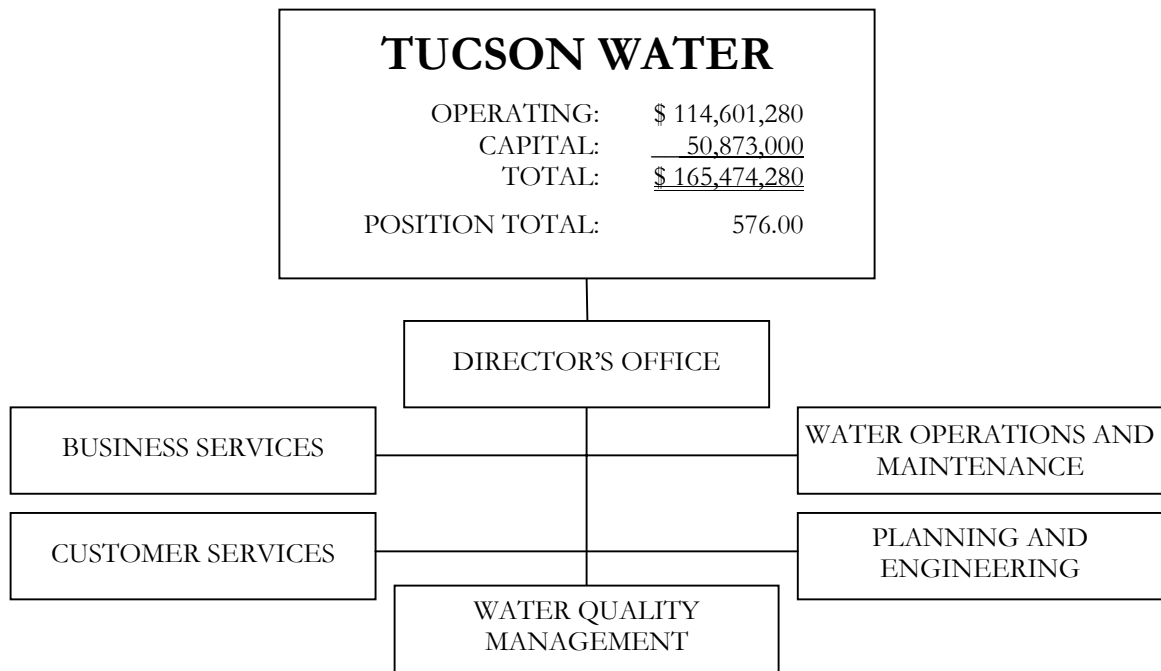 TUCSON WATER
OPERATING: $ 114,601,280
CAPITAL: 50,873,000
TOTAL: $ 165,474,280
POSITION TOTAL: 576.00
DIRECTOR'S OFFICE
BUSINESS SERVICES
WATER OPERATIONS AND
MAINTENANCE
CUSTOMER SERVICES
PLANNING AND
ENGINEERING
WATER QUALITY
MANAGEMENT